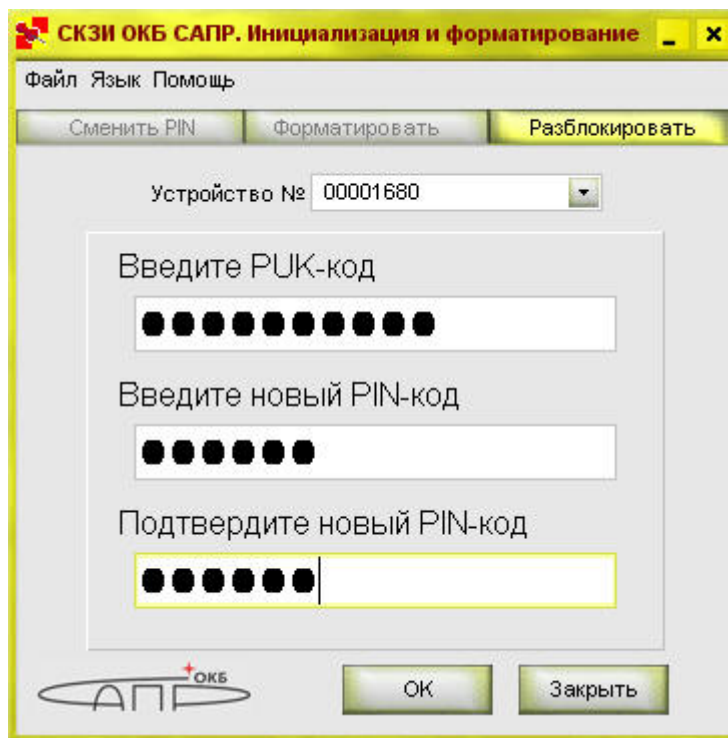 СКЗИ ОКБ САПР. Инициализация и форматирование
Файл Язык Помощь
Сменить PIN Форматировать Разблокировать
Устройство № 00001680
Введите PUK-код
●●●●●●●●●●
Введите новый PIN-код
●●●●●●
Подтвердите новый PIN-код
●●●●●●
САПР ОКБ
OK Закрыть